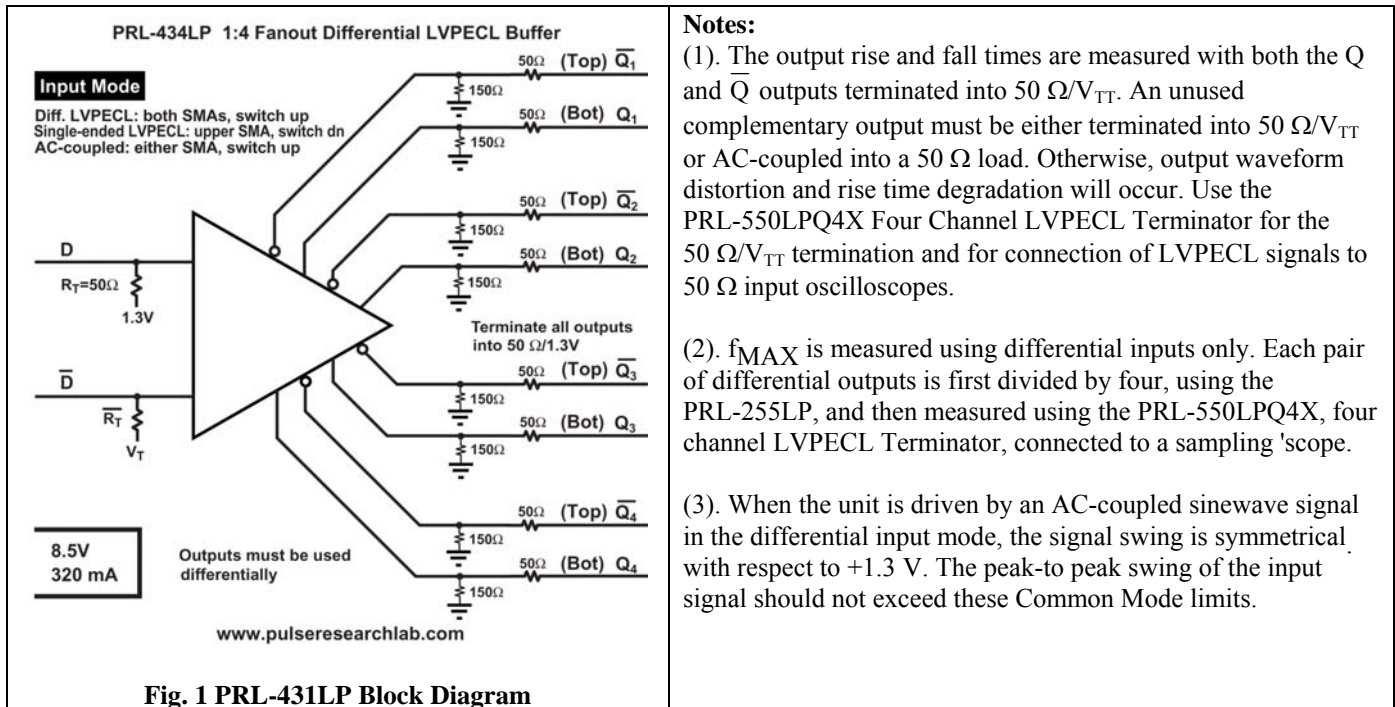 PRL-434LP 1:4 Fanout Differential LVPECL Buffer
Input Mode
Diff. LVPECL: both SMAs, switch up
Single-ended LVPECL: upper SMA, switch dn
AC-coupled: either SMA, switch up
50Ω (Top) Q̅₁
150Ω
50Ω (Bot) Q₁
150Ω
50Ω (Top) Q̅₂
150Ω
50Ω (Bot) Q₂
150Ω
D
R_T=50Ω
1.3V
Terminate all outputs
into 50 Ω/1.3V
50Ω (Top) Q̅₃
150Ω
50Ω (Bot) Q₃
150Ω
D̅
R̅_T
V_T
50Ω (Top) Q̅₄
150Ω
50Ω (Bot) Q₄
150Ω
8.5V
320 mA
Outputs must be used
differentially
www.pulseresearchlab.com
Fig. 1 PRL-431LP Block Diagram
Notes:
(1). The output rise and fall times are measured with both the Q
and Q̅ outputs terminated into 50 Ω/V_TT. An unused
complementary output must be either terminated into 50 Ω/V_TT
or AC-coupled into a 50 Ω load. Otherwise, output waveform
distortion and rise time degradation will occur. Use the
PRL-550LPQ4X Four Channel LVPECL Terminator for the
50 Ω/V_TT termination and for connection of LVPECL signals to
50 Ω input oscilloscopes.
(2). f_MAX is measured using differential inputs only. Each pair
of differential outputs is first divided by four, using the
PRL-255LP, and then measured using the PRL-550LPQ4X, four
channel LVPECL Terminator, connected to a sampling 'scope.
(3). When the unit is driven by an AC-coupled sinewave signal
in the differential input mode, the signal swing is symmetrical
with respect to +1.3 V. The peak-to peak swing of the input
signal should not exceed these Common Mode limits.